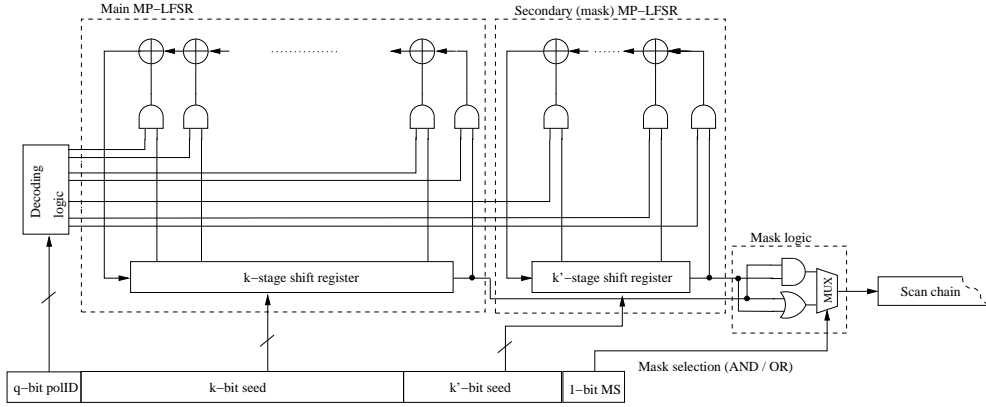 Main MP−LFSR
Secondary (mask) MP−LFSR
Decoding
logic
k−stage shift register
k'−stage shift register
Mask logic
MUX
Scan chain
Mask selection (AND / OR)
q−bit polID
k−bit seed
k'−bit seed
1−bit MS